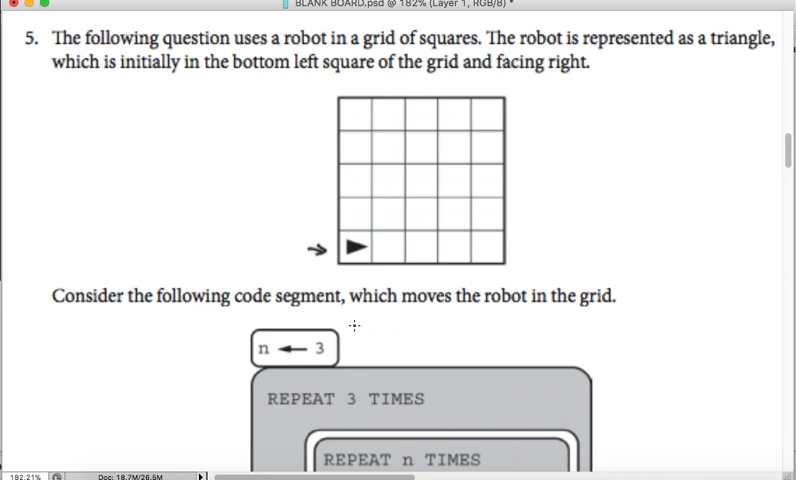 BLANK BOARD.psd @ 182% (Layer 1, RGB/8) *
5. The following question uses a robot in a grid of squares. The robot is represented as a triangle,
which is initially in the bottom left square of the grid and facing right.
Consider the following code segment, which moves the robot in the grid.
n ← 3
REPEAT 3 TIMES
REPEAT n TIMES
182.21% Doc: 18.7M/26.5M